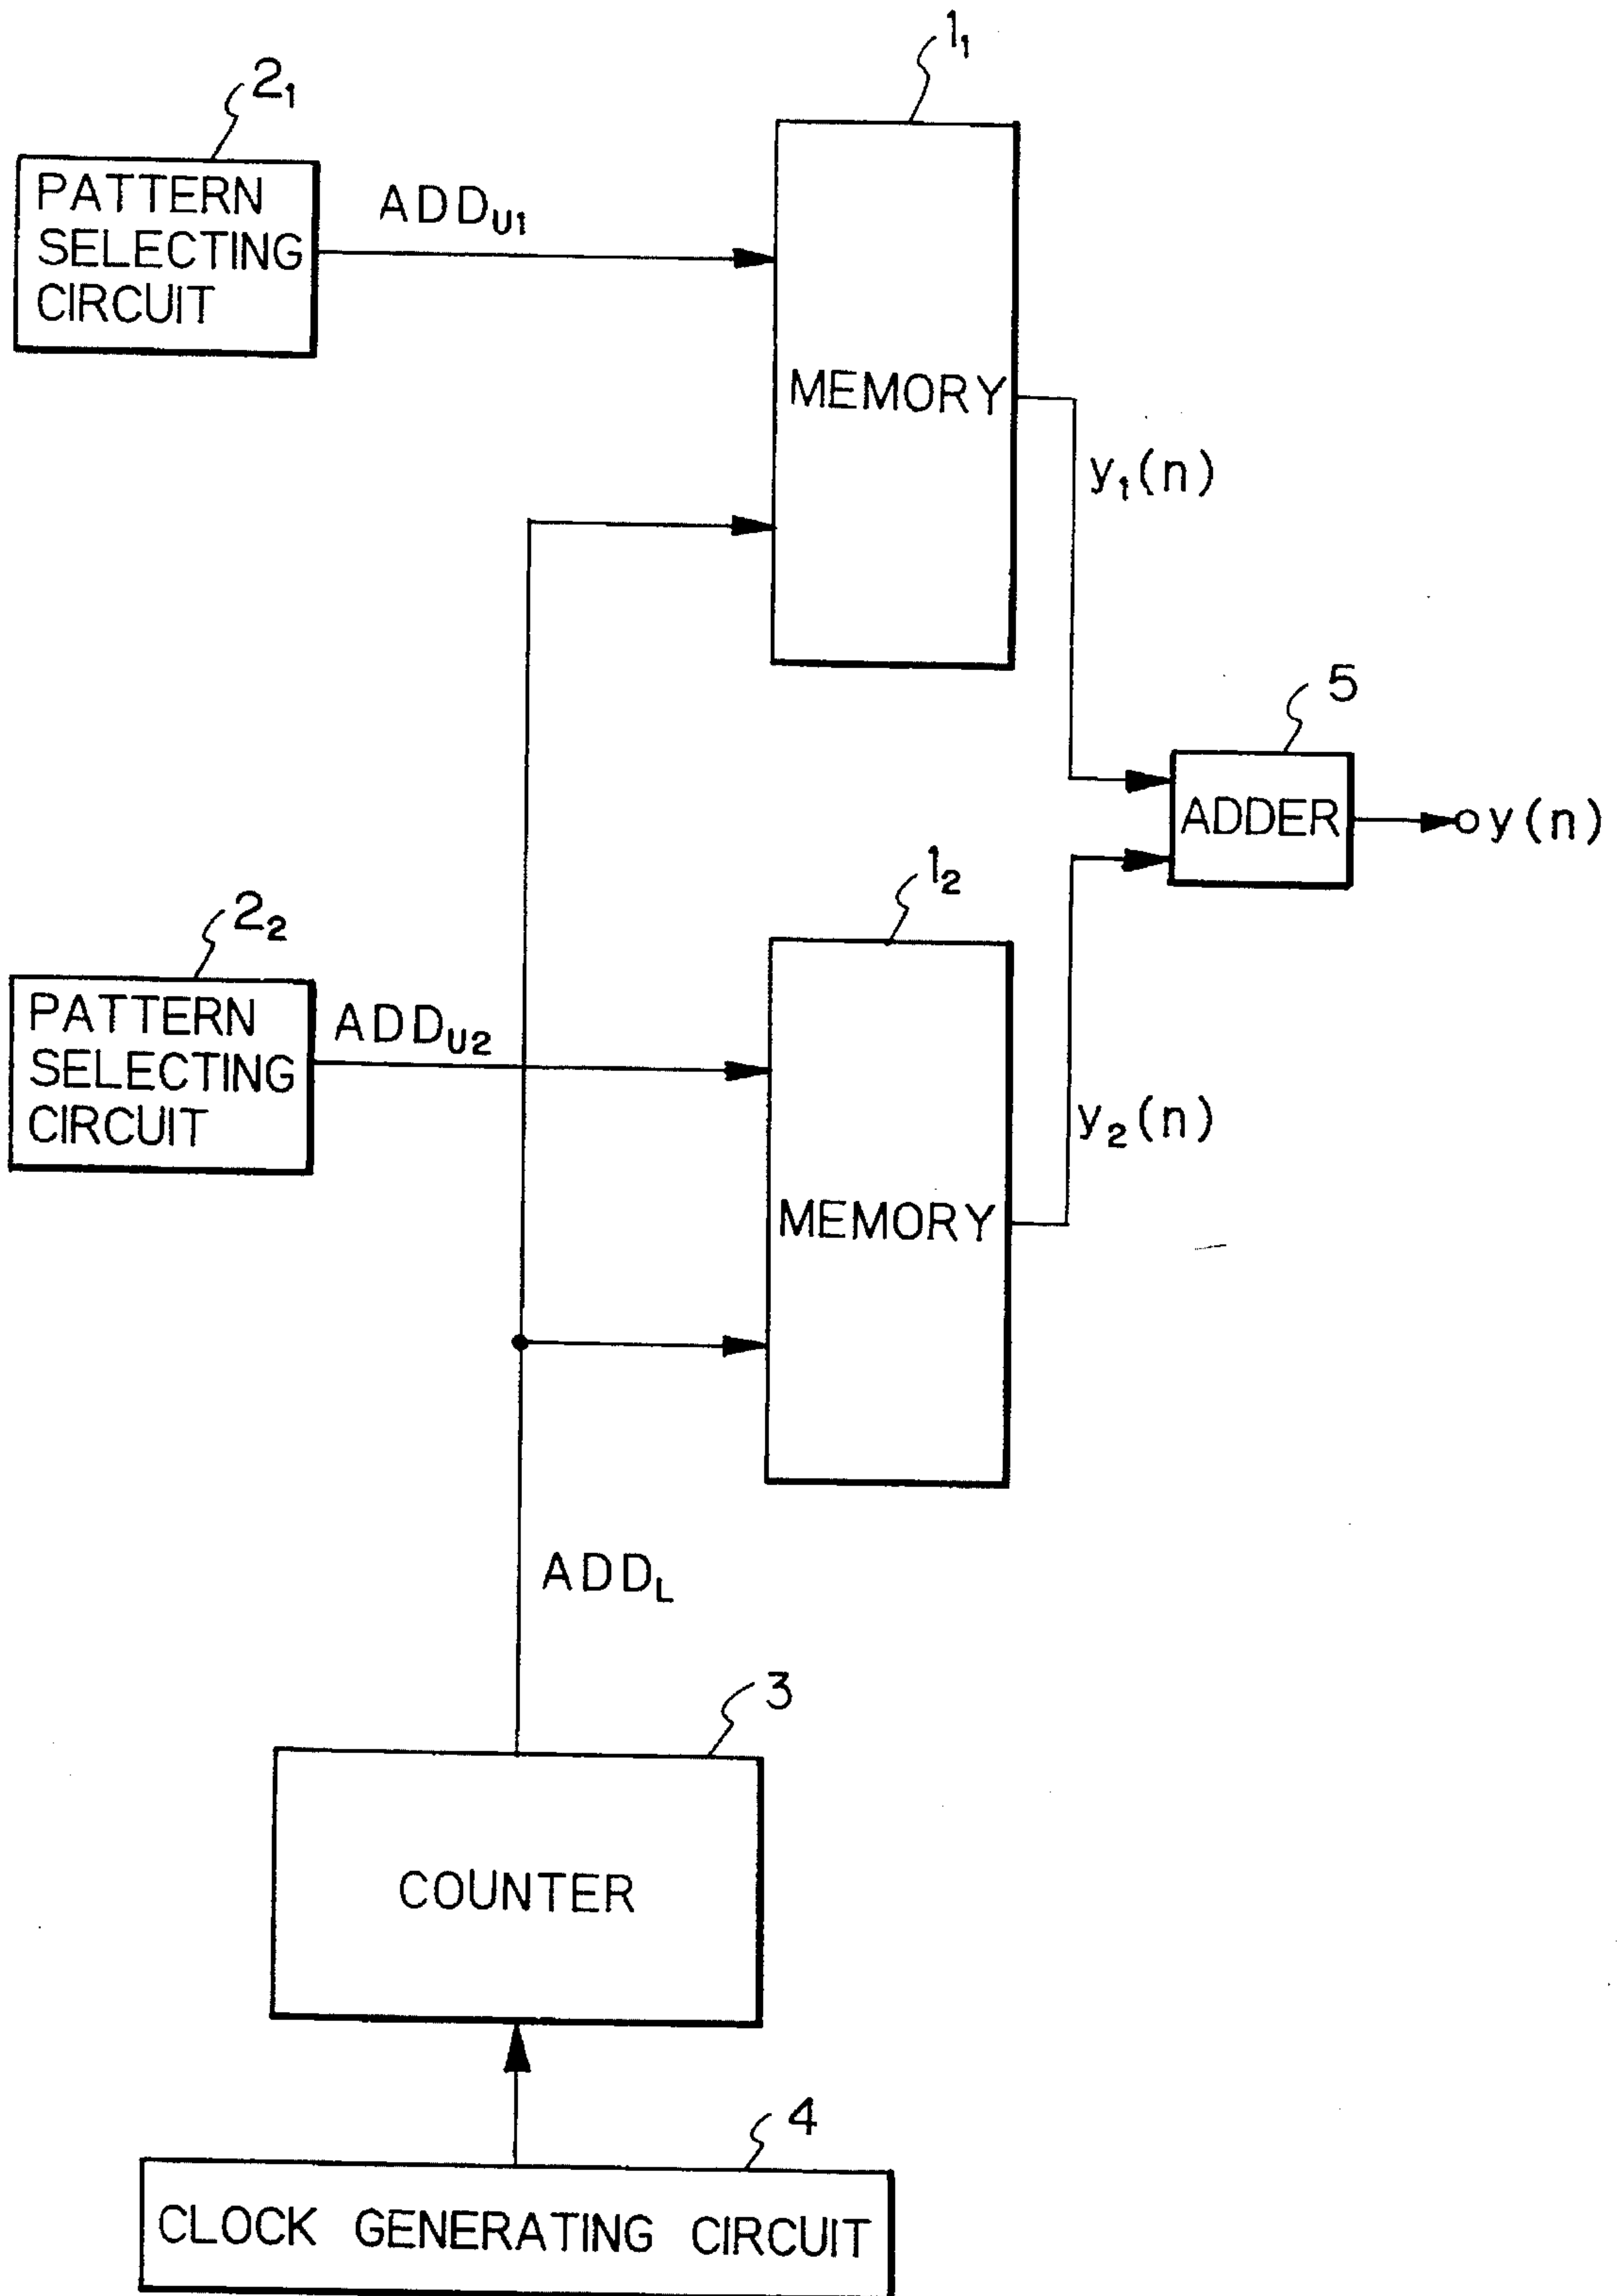 1₁
2₁
PATTERN
SELECTING
CIRCUIT
ADD_U1
MEMORY
y₁(n)
5
ADDER
y(n)
1₂
2₂
PATTERN
SELECTING
CIRCUIT
ADD_U2
MEMORY
y₂(n)
ADD_L
3
COUNTER
4
CLOCK GENERATING CIRCUIT